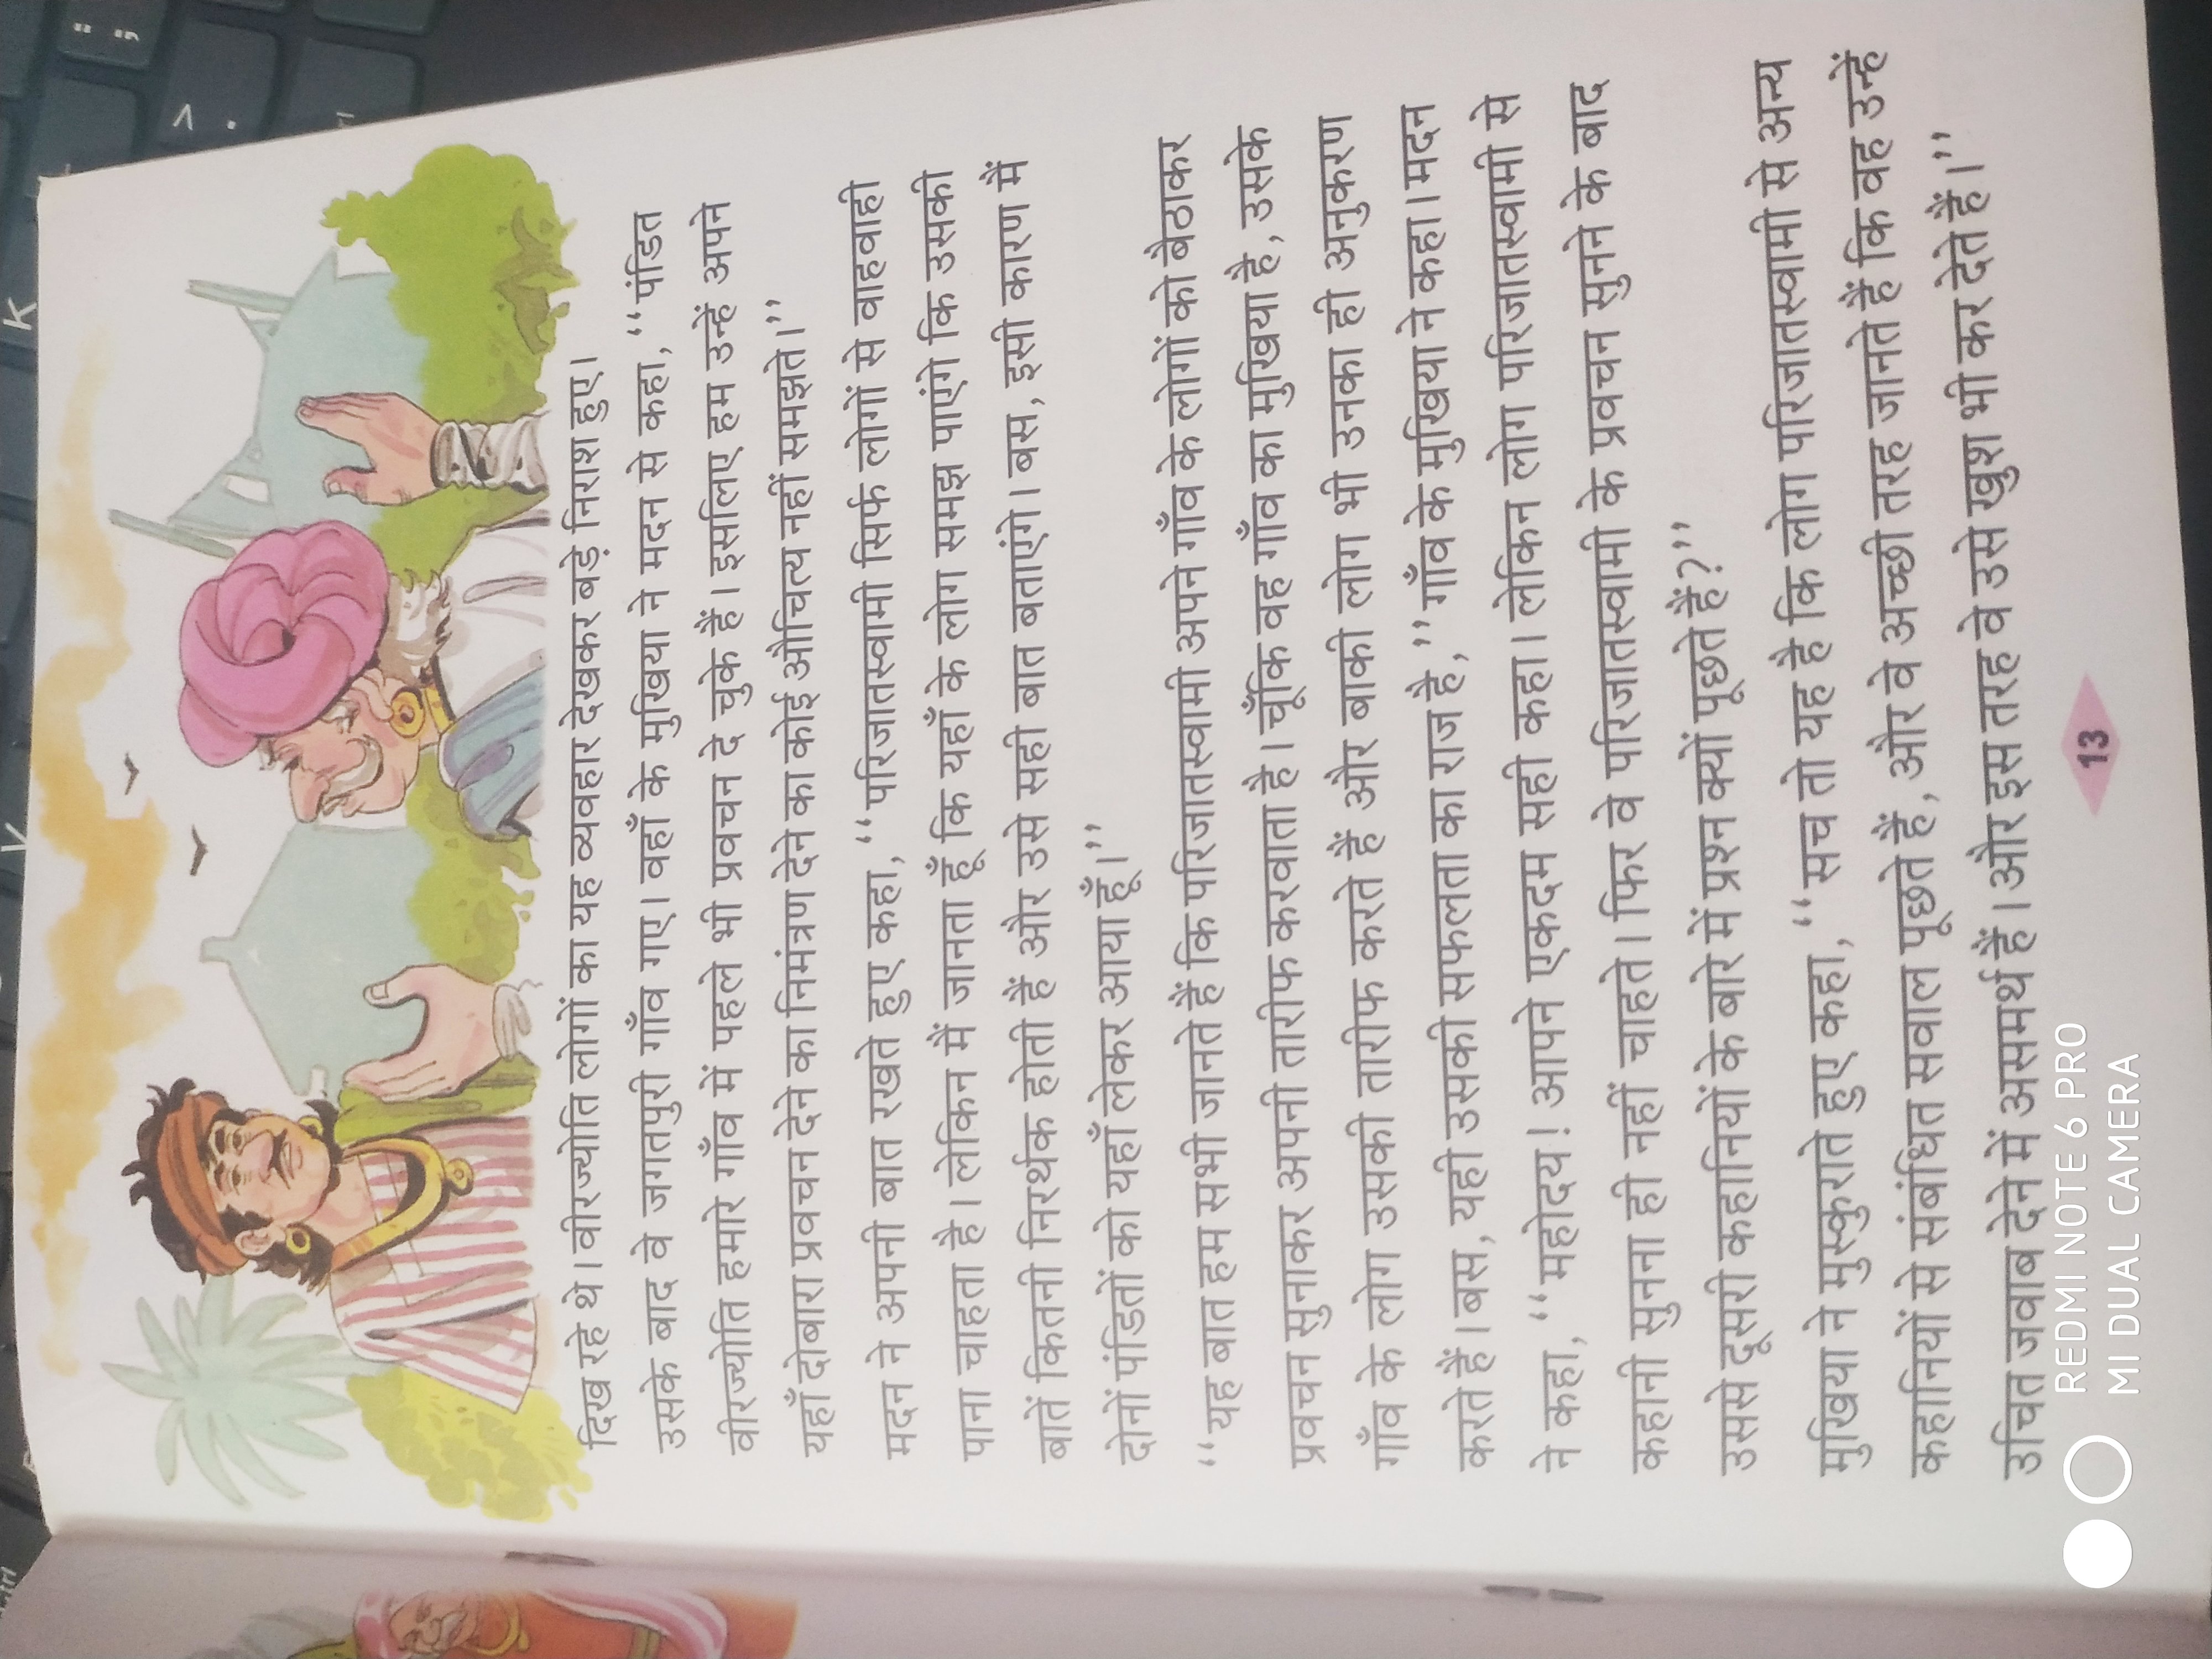 दिख रहे थे। वीरज्योति लोगों का यह व्यवहार देखकर बड़े निराश हुए।
उसके बाद वे जगतपुरी गाँव गए। वहाँ के मुखिया ने मदन से कहा, ‘‘पंडित
वीरज्योति हमारे गाँव में पहले भी प्रवचन दे चुके हैं। इसलिए हम उन्हें अपने
यहाँ दोबारा प्रवचन देने का निमंत्रण देने का कोई औचित्य नहीं समझते।’’
मदन ने अपनी बात रखते हुए कहा, ‘‘परिजातस्वामी सिर्फ लोगों से वाहवाही
पाना चाहता है। लेकिन मैं जानता हूँ कि यहाँ के लोग समझ पाएंगे कि उसकी
बातें कितनी निरर्थक होती हैं और उसे सही बात बताएंगे। बस, इसी कारण मैं
दोनों पंडितों को यहाँ लेकर आया हूँ।’’
‘‘यह बात हम सभी जानते हैं कि परिजातस्वामी अपने गाँव के लोगों को बैठाकर
प्रवचन सुनाकर अपनी तारीफ करवाता है। चूँकि वह गाँव का मुखिया है, उसके
गाँव के लोग उसकी तारीफ करते हैं और बाकी लोग भी उनका ही अनुकरण
करते हैं। बस, यही उसकी सफलता का राज है,’’ गाँव के मुखिया ने कहा। मदन
ने कहा, ‘‘महोदय! आपने एकदम सही कहा। लेकिन लोग परिजातस्वामी से
कहानी सुनना ही नहीं चाहते। फिर वे परिजातस्वामी के प्रवचन सुनने के बाद
उससे दूसरी कहानियों के बारे में प्रश्न क्यों पूछते हैं?’’
मुखिया ने मुस्कुराते हुए कहा, ‘‘सच तो यह है कि लोग परिजातस्वामी से अन्य
कहानियों से संबंधित सवाल पूछते हैं, और वे अच्छी तरह जानते हैं कि वह उन्हें
उचित जवाब देने में असमर्थ हैं। और इस तरह वे उसे खुश भी कर देते हैं।’’
13
REDMI NOTE 6 PRO
MI DUAL CAMERA
V
K
:
;
>
.